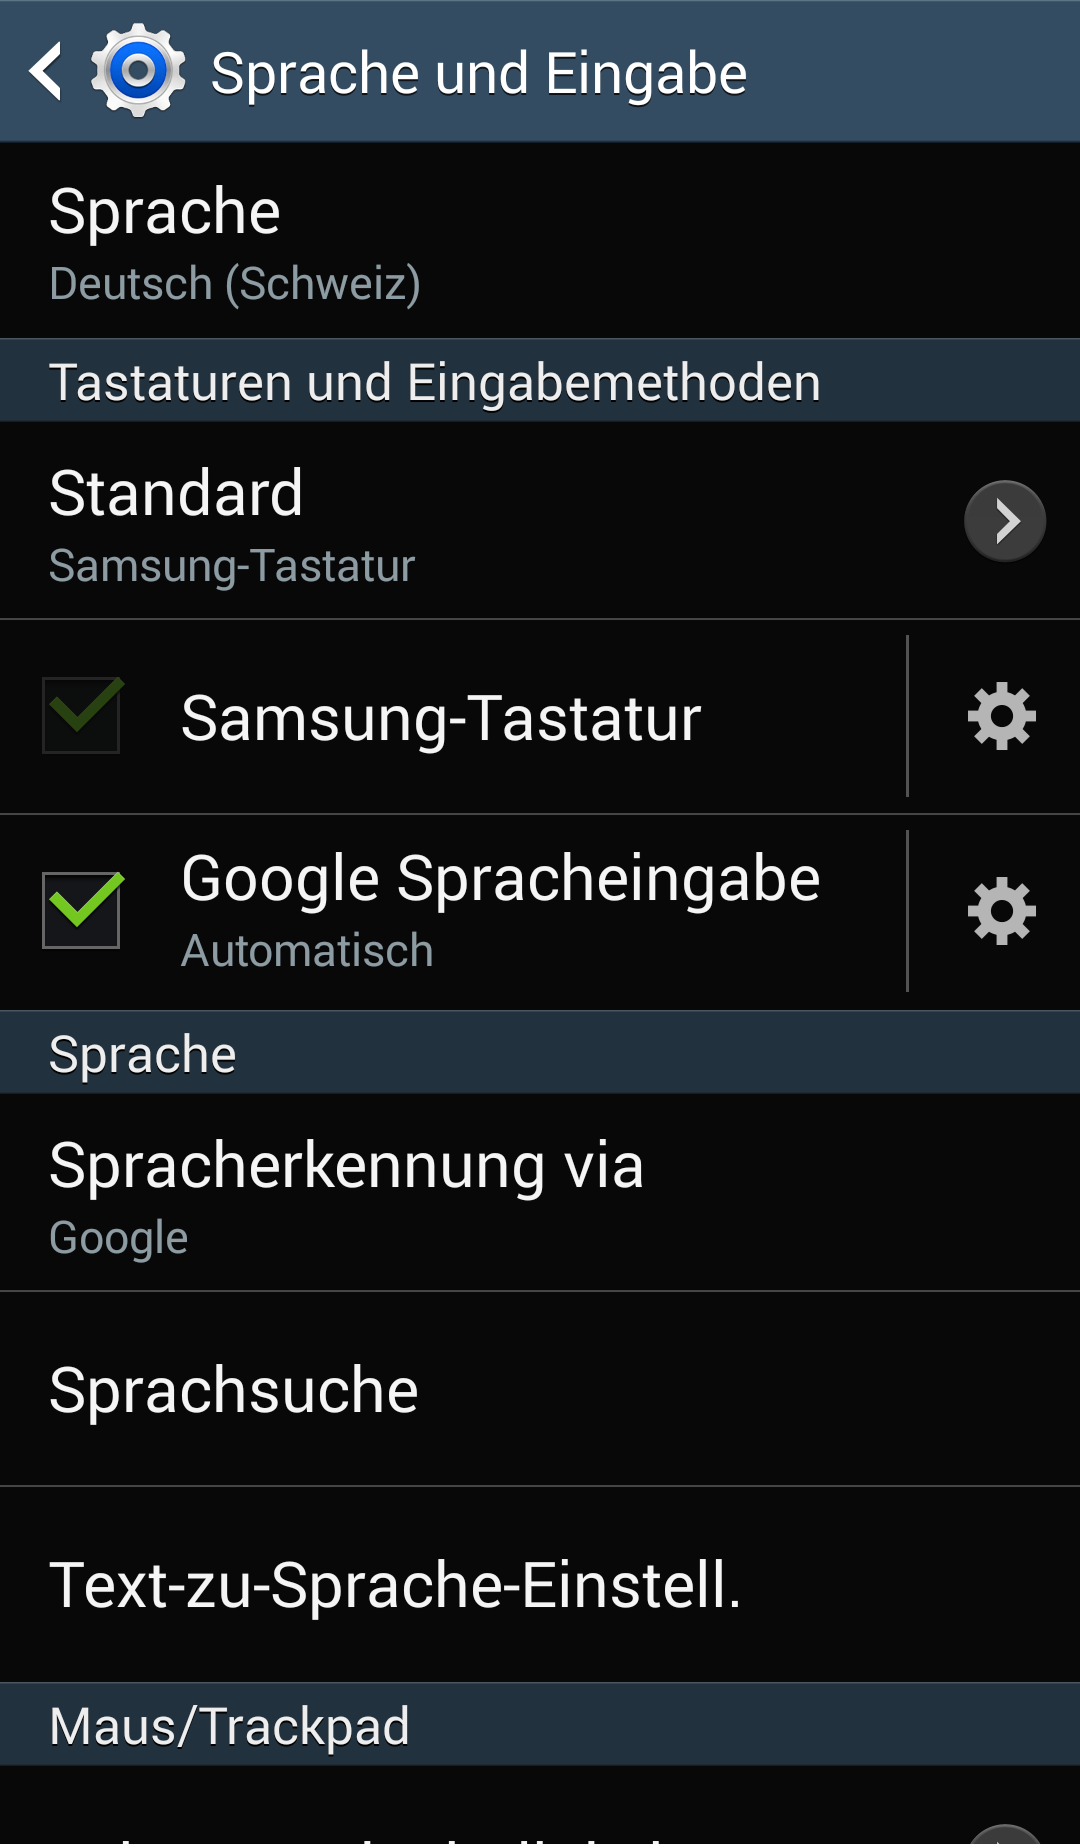 Sprache und Eingabe
Sprache
Deutsch (Schweiz)
Tastaturen und Eingabemethoden
Standard
Samsung-Tastatur
Samsung-Tastatur
Google Spracheingabe
Automatisch
Sprache
Spracherkennung via
Google
Sprachsuche
Text-zu-Sprache-Einstell.
Maus/Trackpad